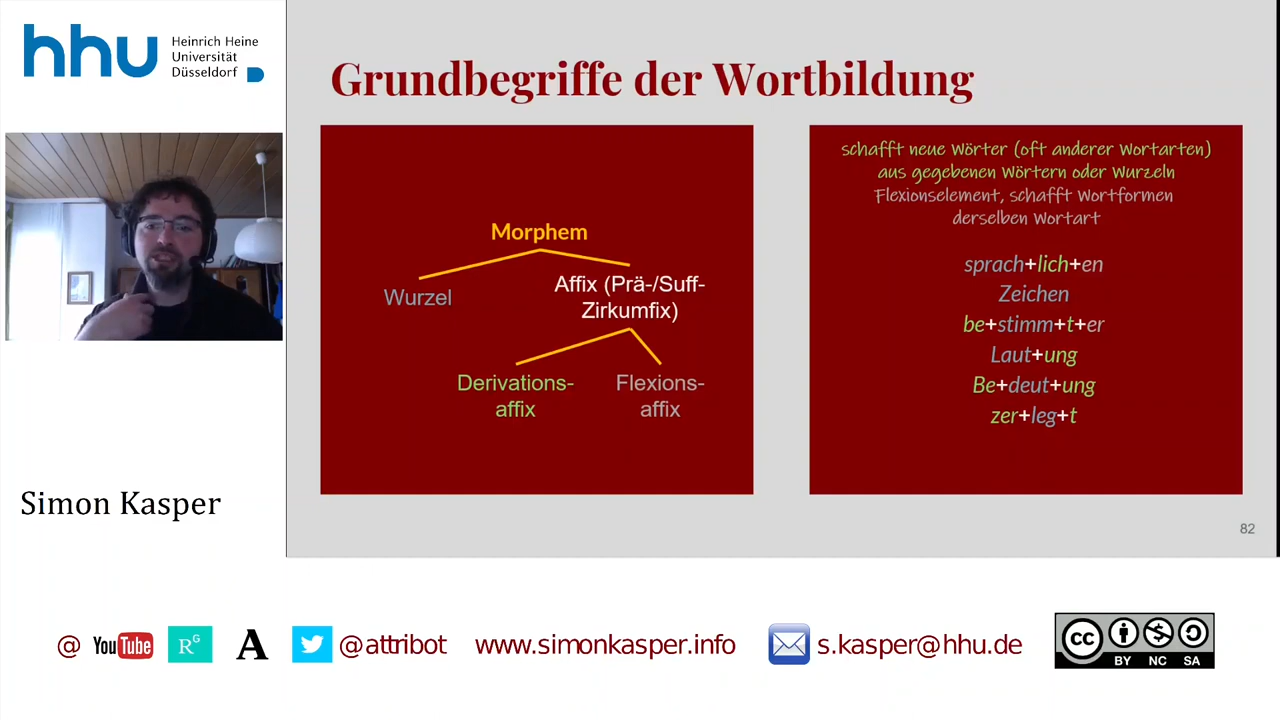 hhu
Heinrich Heine
Universität
Düsseldorf
Grundbegriffe der Wortbildung
Morphem
Wurzel
Affix (Prä-/Suff-
Zirkumfix)
Derivations-
affix
Flexions-
affix
schafft neue Wörter (oft anderer Wortarten)
aus gegebenen Wörtern oder Wurzeln
Flexionselement, schafft Wortformen
derselben Wortart
sprach+lich+en
Zeichen
be+stimm+t+er
Laut+ung
Be+deut+ung
zer+leg+t
82
Simon Kasper
@ YouTube RG A @attribot www.simonkasper.info s.kasper@hhu.de
cc BY NC SA